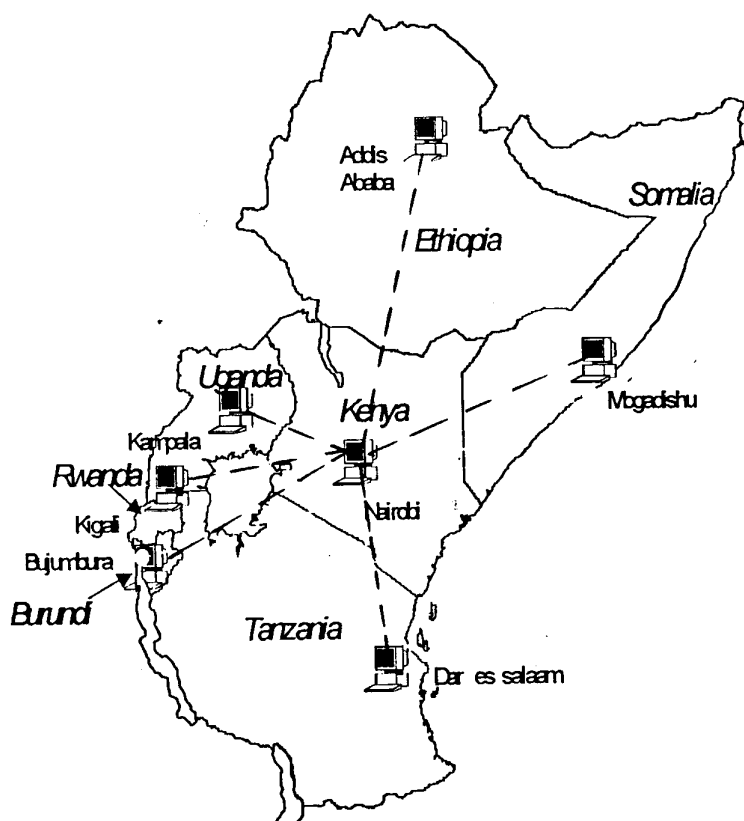 Addis
Ababa
Somalia
Ethiopia
Uganda
Kenya
Mogadishu
Kampala
Rwanda
Nairobi
Kigali
Bujumbura
Burundi
Tanzania
Dar es salaam